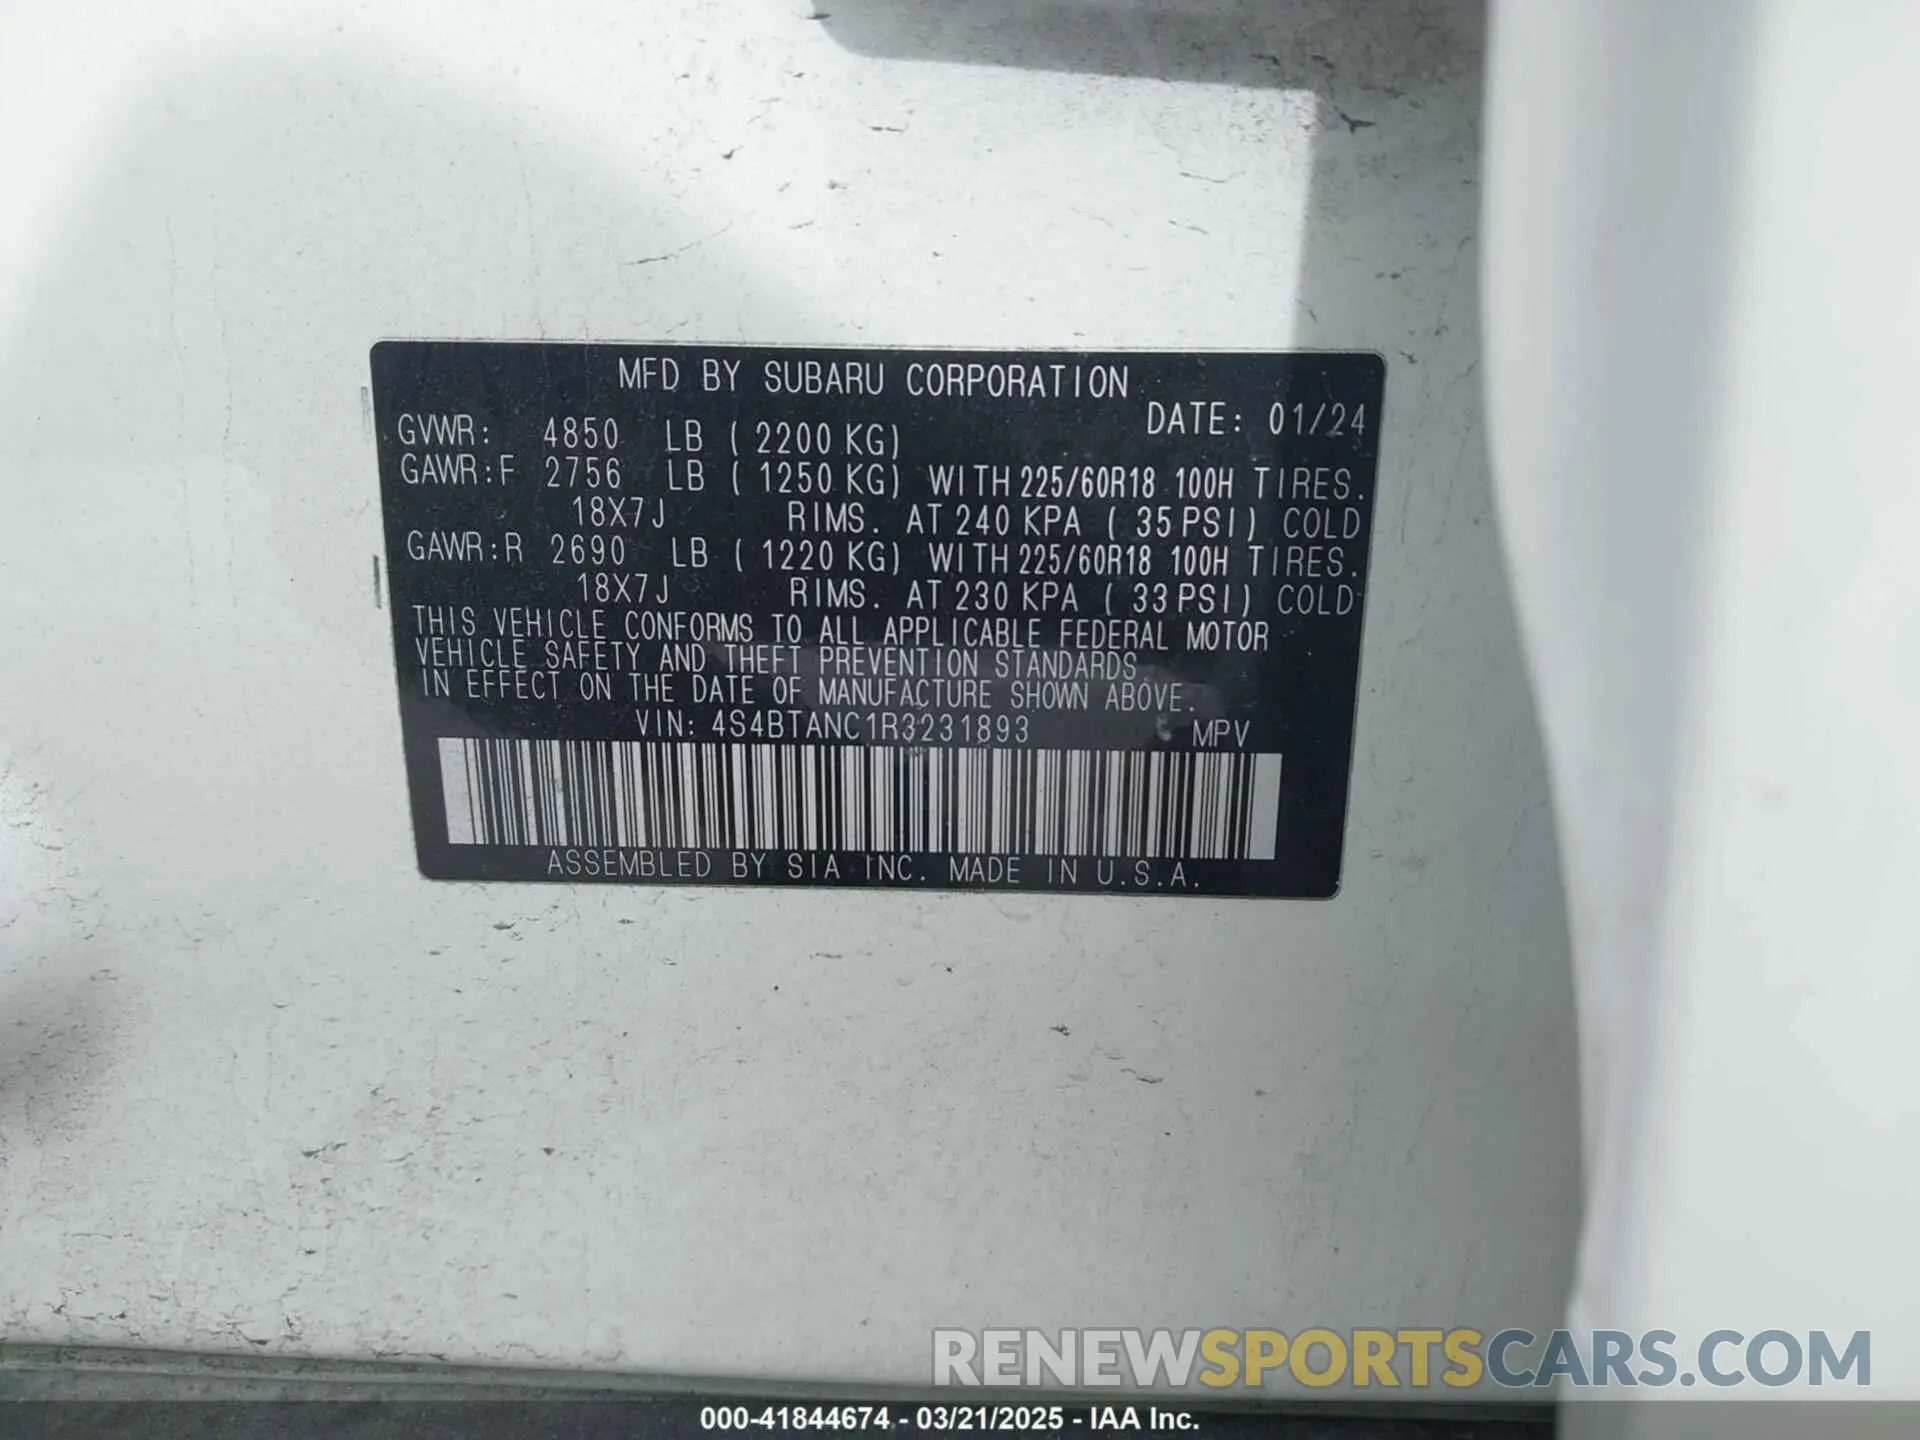 MFD BY SUBARU CORPORATION
DATE: 01/24
GVWR: 4850 LB ( 2200 KG)
GAWR:F 2756 LB ( 1250 KG) WITH 225/60R18 100H TIRES.
18X7J RIMS. AT 240 KPA ( 35 PSI) COLD
GAWR:R 2690 LB ( 1220 KG) WITH 225/60R18 100H TIRES.
18X7J RIMS. AT 230 KPA ( 33 PSI) COLD
THIS VEHICLE CONFORMS TO ALL APPLICABLE FEDERAL MOTOR
VEHICLE SAFETY AND THEFT PREVENTION STANDARDS
IN EFFECT ON THE DATE OF MANUFACTURE SHOWN ABOVE.
VIN: 4S4BTANC1R3231893 MPV
ASSEMBLED BY SIA INC. MADE IN U.S.A.
RENEWSPORTSCARS.COM
000-41844674 - 03/21/2025 - IAA Inc.